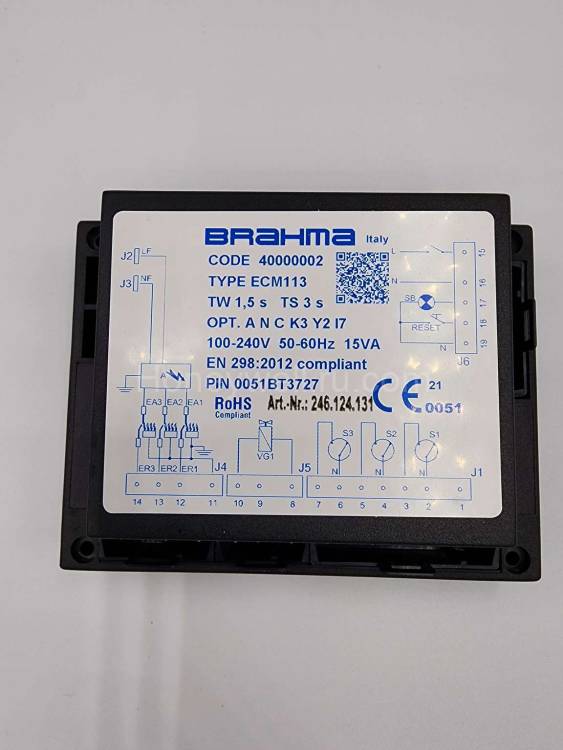 BRAHMA Italy
CODE 40000002
TYPE ECM113
TW 1,5 s TS 3 s
OPT. A N C K3 Y2 I7
100-240V 50-60Hz 15VA
EN 298:2012 compliant
PIN 0051BT3727
RoHS
Compliant
Art.-Nr.: 246.124.131
CE 21
0051
J2 LF
J3 NF
A
EA3 EA2 EA1
ER3 ER2 ER1 J4
14 13 12 11
VG1
J5
10 9 8
S3 S2 S1
N N N J1
7 6 5 4 3 2 1
L 15
N 16
SB 17
RESET 18
N 19
J6